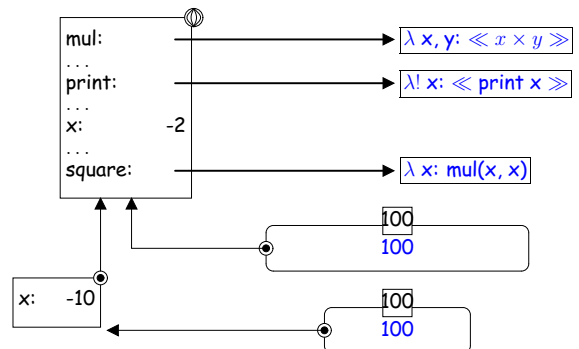 mul: λ x, y: ≪ x × y ≫
. . .
print: λ! x: ≪ print x ≫
. . .
x: -2
. . .
square: λ x: mul(x, x)
100
100
x: -10
100
100